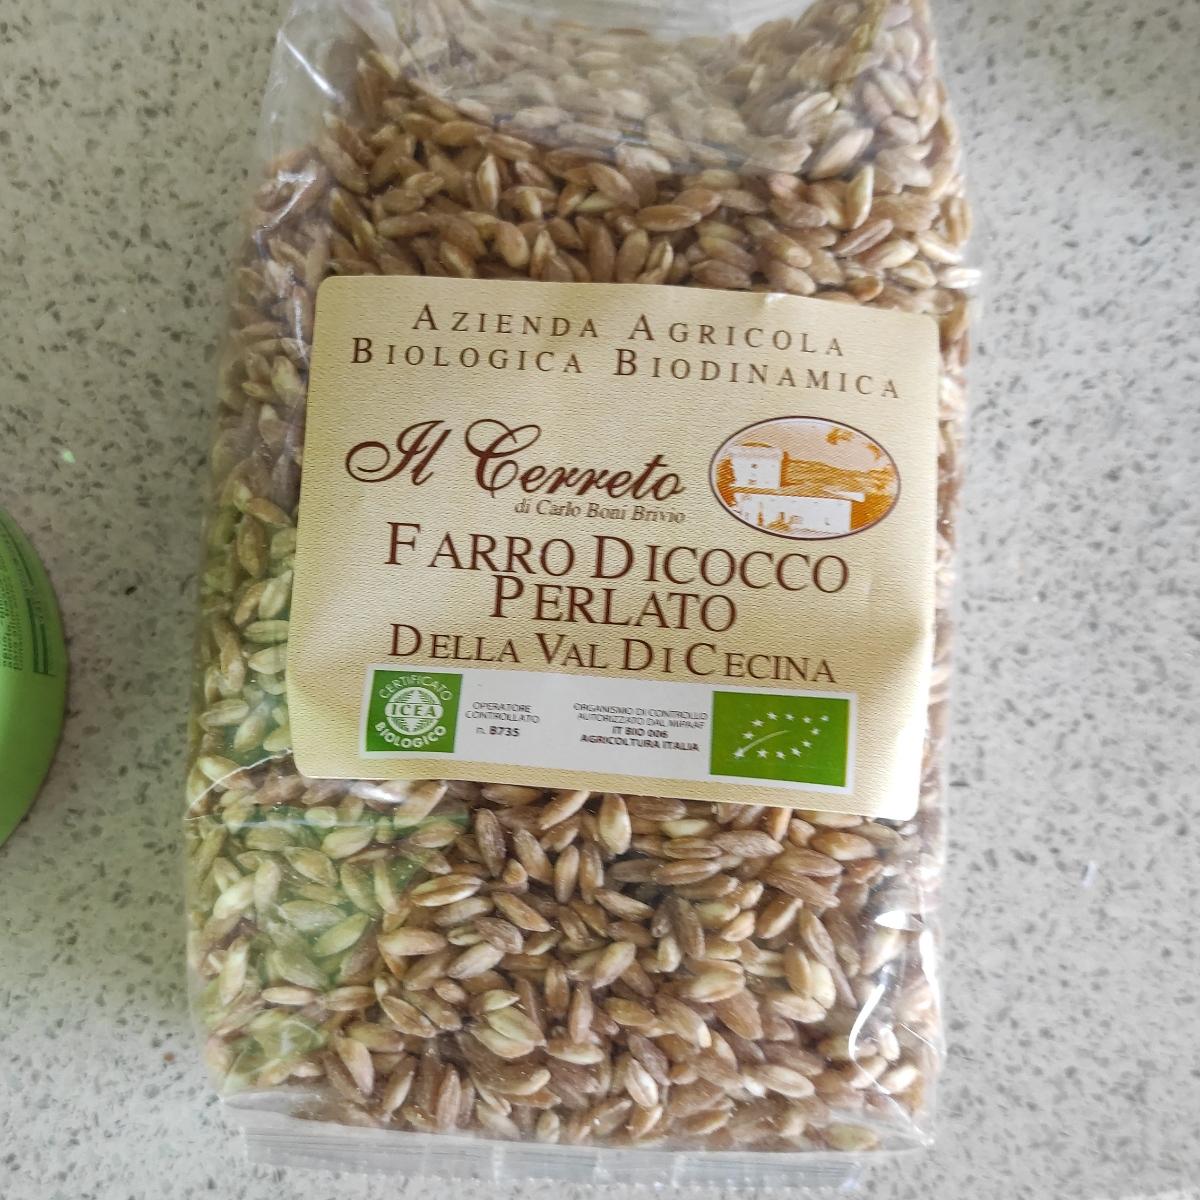 AZIENDA AGRICOLA
BIOLOGICA BIODINAMICA
Il Cerreto
di Carlo Boni Brivio
FARRO DICOCCO
PERLATO
DELLA VAL DI CECINA
CERTIFICATO
ICEA
BIOLOGICO
OPERATORE
CONTROLLATO
n. B735
ORGANISMO DI CONTROLLO
AUTORIZZATO DAL MIPAAF
IT BIO 006
AGRICOLTURA ITALIA